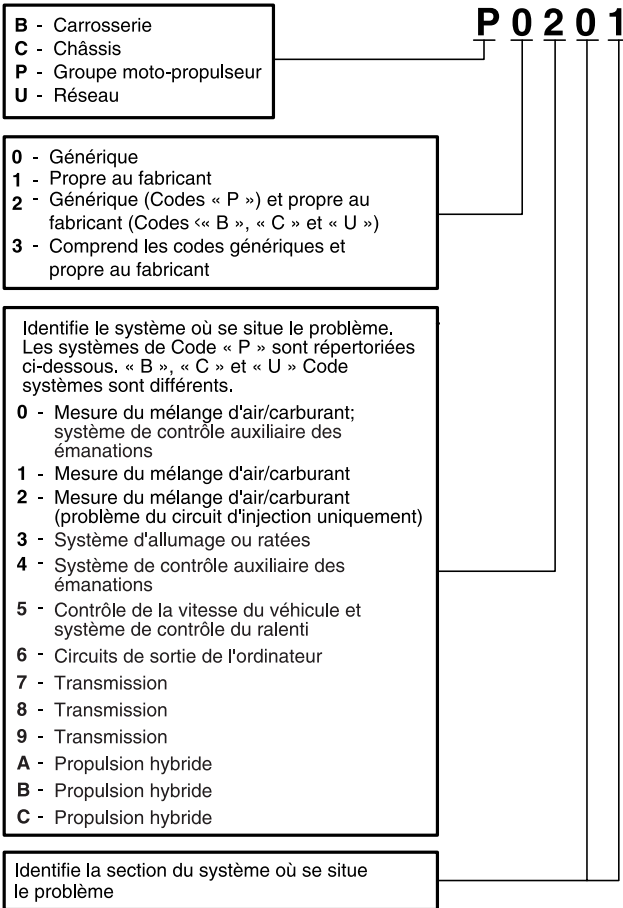 P 0 2 0 1
B - Carrosserie
C - Châssis
P - Groupe moto-propulseur
U - Réseau
0 - Générique
1 - Propre au fabricant
2 - Générique (Codes « P ») et propre au
fabricant (Codes <« B », « C » et « U »)
3 - Comprend les codes génériques et
propre au fabricant
Identifie le système où se situe le problème.
Les systèmes de Code « P » sont répertoriées
ci-dessous. « B », « C » et « U » Code
systèmes sont différents.
0 - Mesure du mélange d'air/carburant;
système de contrôle auxiliaire des
émanations
1 - Mesure du mélange d'air/carburant
2 - Mesure du mélange d'air/carburant
(problème du circuit d'injection uniquement)
3 - Système d'allumage ou ratées
4 - Système de contrôle auxiliaire des
émanations
5 - Contrôle de la vitesse du véhicule et
système de contrôle du ralenti
6 - Circuits de sortie de l'ordinateur
7 - Transmission
8 - Transmission
9 - Transmission
A - Propulsion hybride
B - Propulsion hybride
C - Propulsion hybride
Identifie la section du système où se situe
le problème